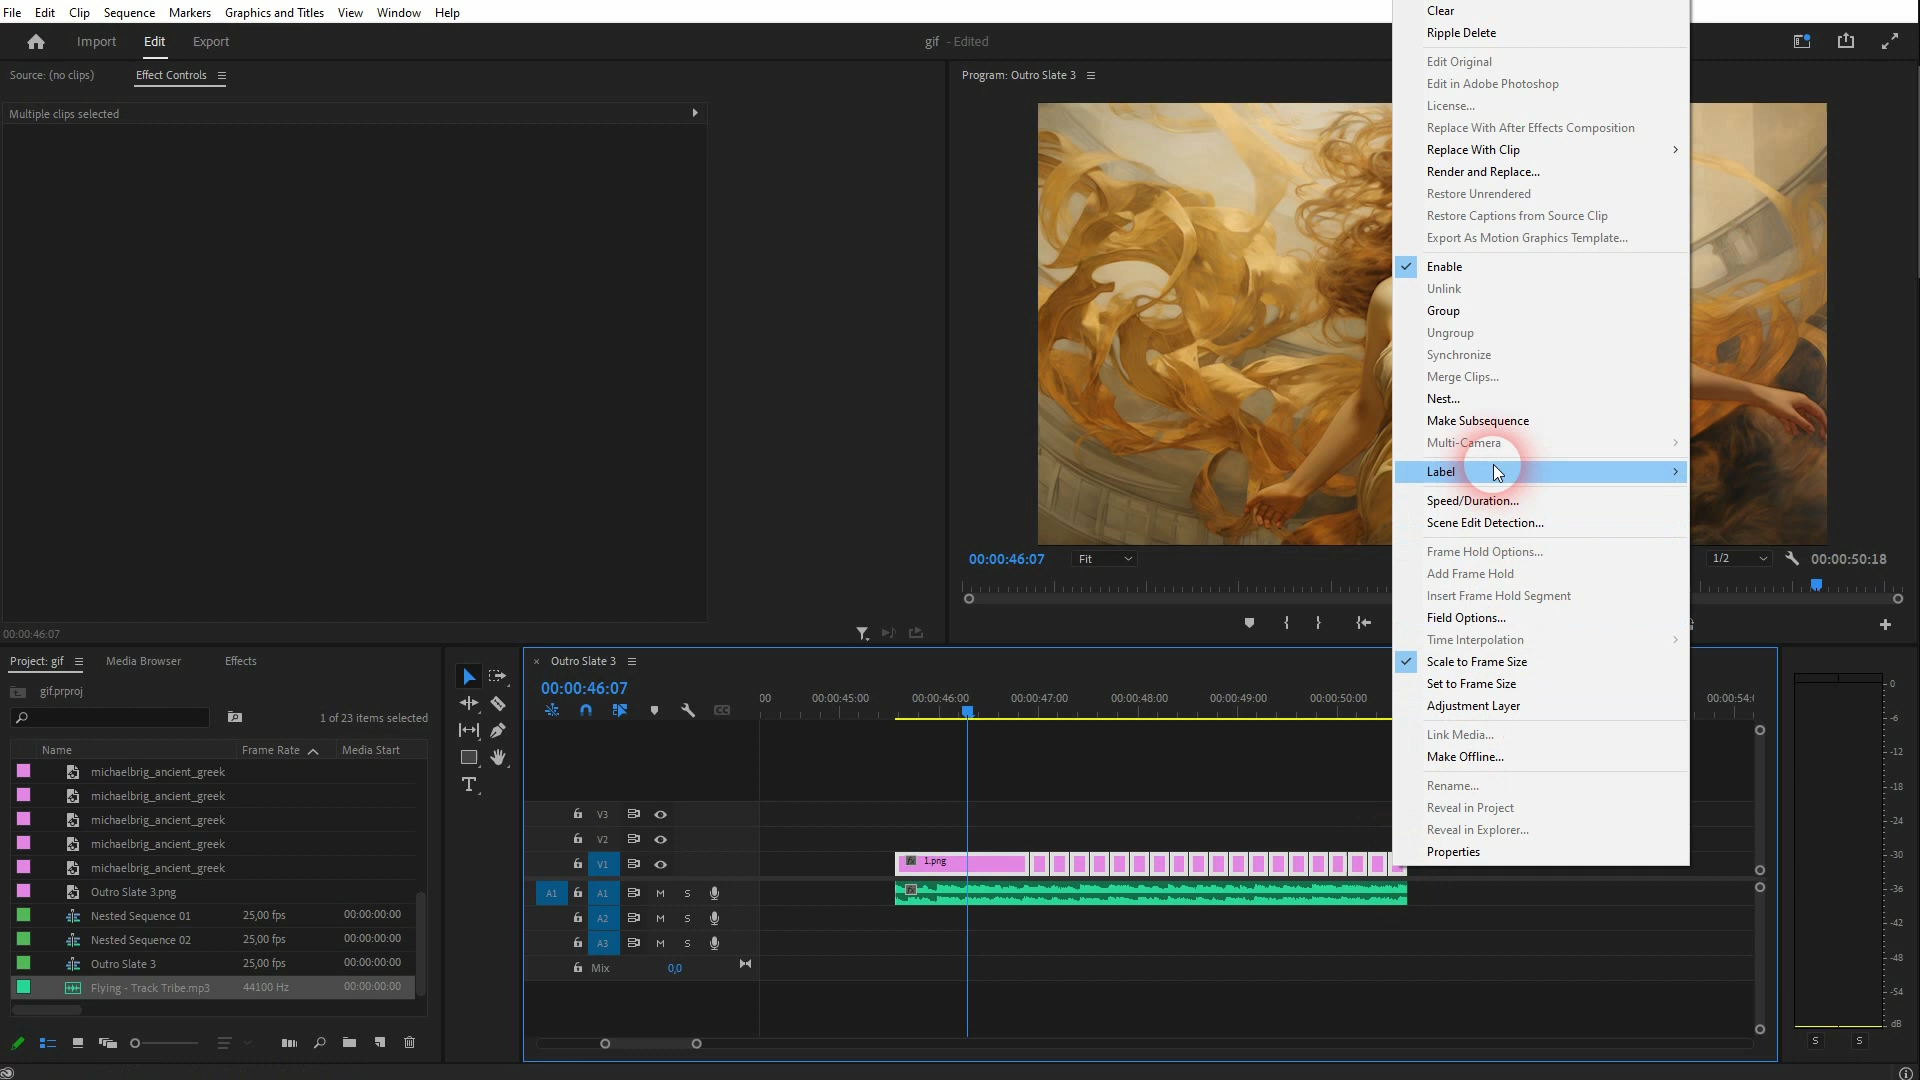 File Edit Clip Sequence Markers Graphics and Titles View Window Help
Import Edit Export
gif - Edited
Source: (no clips) Effect Controls
Program: Outro Slate 3
Multiple clips selected
Clear
Ripple Delete
Edit Original
Edit in Adobe Photoshop
License...
Replace With After Effects Composition
Replace With Clip
Render and Replace...
Restore Unrendered
Restore Captions from Source Clip
Export As Motion Graphics Template...
Enable
Unlink
Group
Ungroup
Synchronize
Merge Clips...
Nest...
Make Subsequence
Multi-Camera
Label
Speed/Duration...
Scene Edit Detection...
Frame Hold Options...
Add Frame Hold
Insert Frame Hold Segment
Field Options...
Time Interpolation
Scale to Frame Size
Set to Frame Size
Adjustment Layer
Link Media...
Make Offline...
Rename...
Reveal in Project
Reveal in Explorer...
Properties
00:00:46:07 Fit 1/2 00:00:50:18
00:00:46:07
Project: gif Media Browser Effects
gif.prproj
1 of 23 items selected
Name Frame Rate Media Start
michaelbrig_ancient_greek
michaelbrig_ancient_greek
michaelbrig_ancient_greek
michaelbrig_ancient_greek
michaelbrig_ancient_greek
Outro Slate 3.png
Nested Sequence 01 25,00 fps 00:00:00:00
Nested Sequence 02 25,00 fps 00:00:00:00
Outro Slate 3 25,00 fps 00:00:00:00
Flying - Track Tribe.mp3 44100 Hz 00:00:00:00
× Outro Slate 3
00:00:46:07
:00 00:00:45:00 00:00:46:00 00:00:47:00 00:00:48:00 00:00:49:00 00:00:50:00 00:00:54:
V3
V2
V1 1.png
A1 A1 M S
A2 M S
A3 M S
Mix 0,0
0
-6
-12
-18
-24
-30
-36
-42
-48
-54
dB
S S